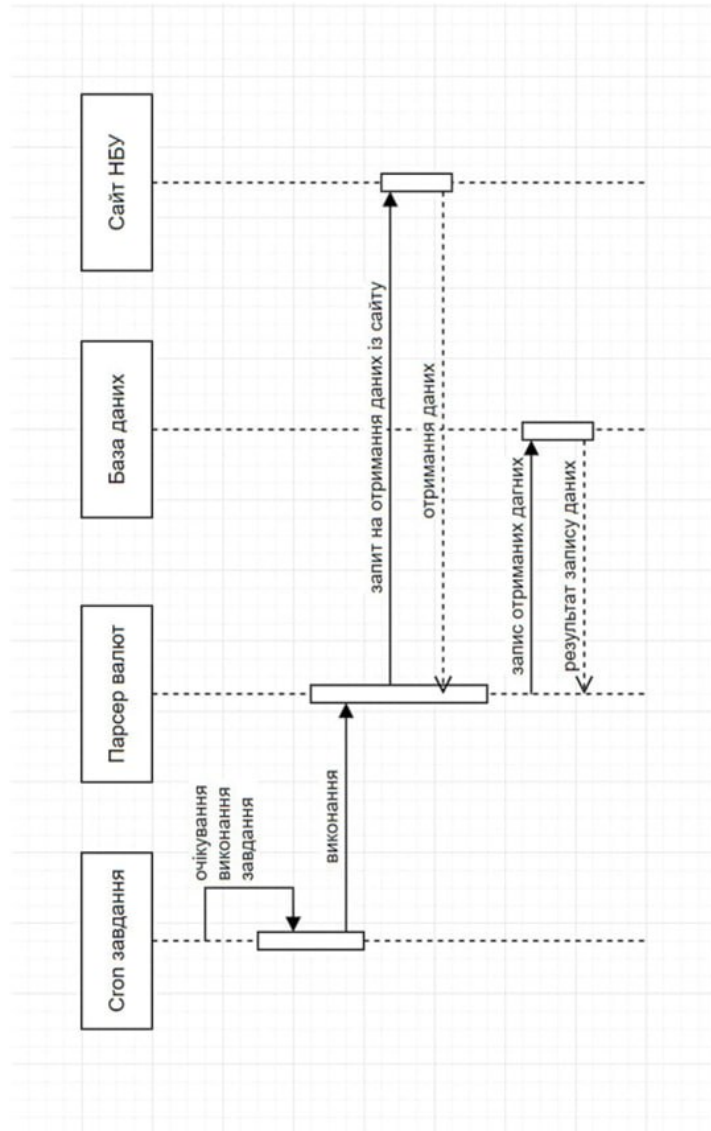 Cron завдання
Парсер валют
База даних
Сайт НБУ
очікування
виконання
завдання
виконання
запит на отримання даних із сайту
отримання даних
запис отриманих дагних
результат запису даних